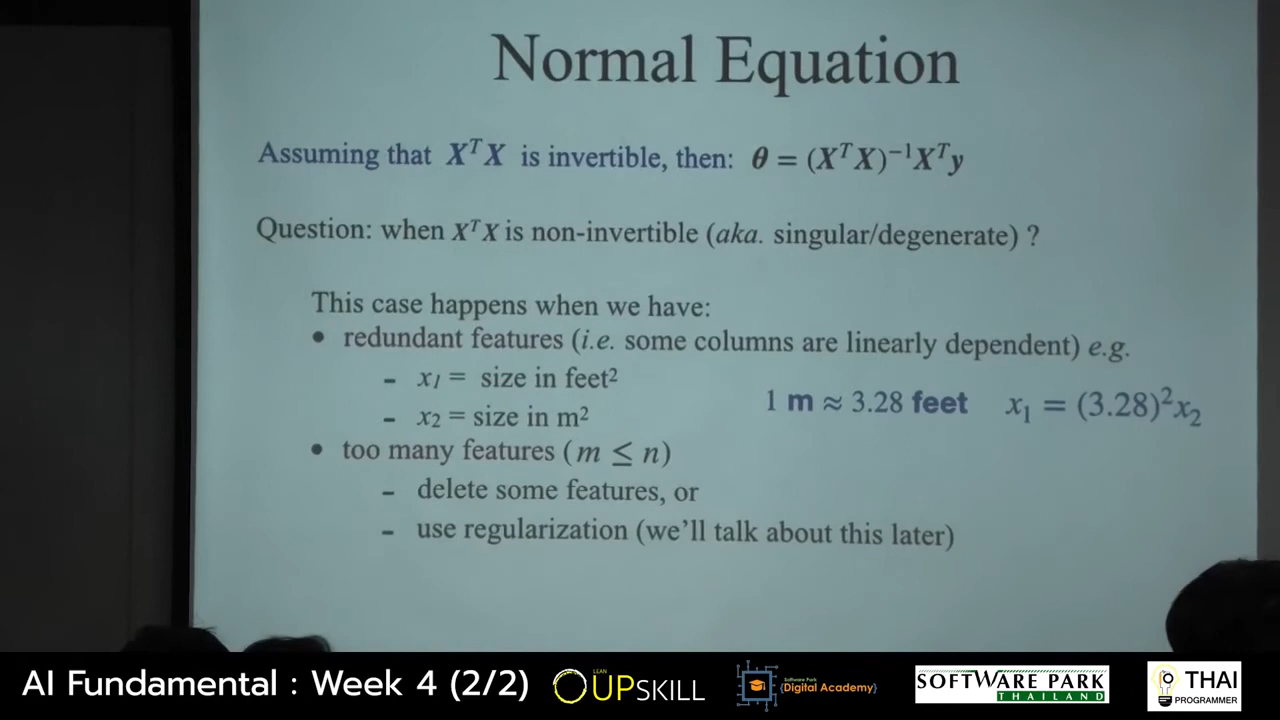 Normal Equation
Assuming that XᵀX is invertible, then: θ = (XᵀX)⁻¹Xᵀy
Question: when XᵀX is non-invertible (aka. singular/degenerate) ?
This case happens when we have:
• redundant features (i.e. some columns are linearly dependent) e.g.
- x₁ = size in feet²
- x₂ = size in m²
1 m ≈ 3.28 feet x₁ = (3.28)²x₂
• too many features (m ≤ n)
- delete some features, or
- use regularization (we'll talk about this later)
AI Fundamental : Week 4 (2/2)
LEAN
UPSKILL
Software Park
{Digital Academy}
SOFTWARE PARK
THAILAND
THAI
PROGRAMMER